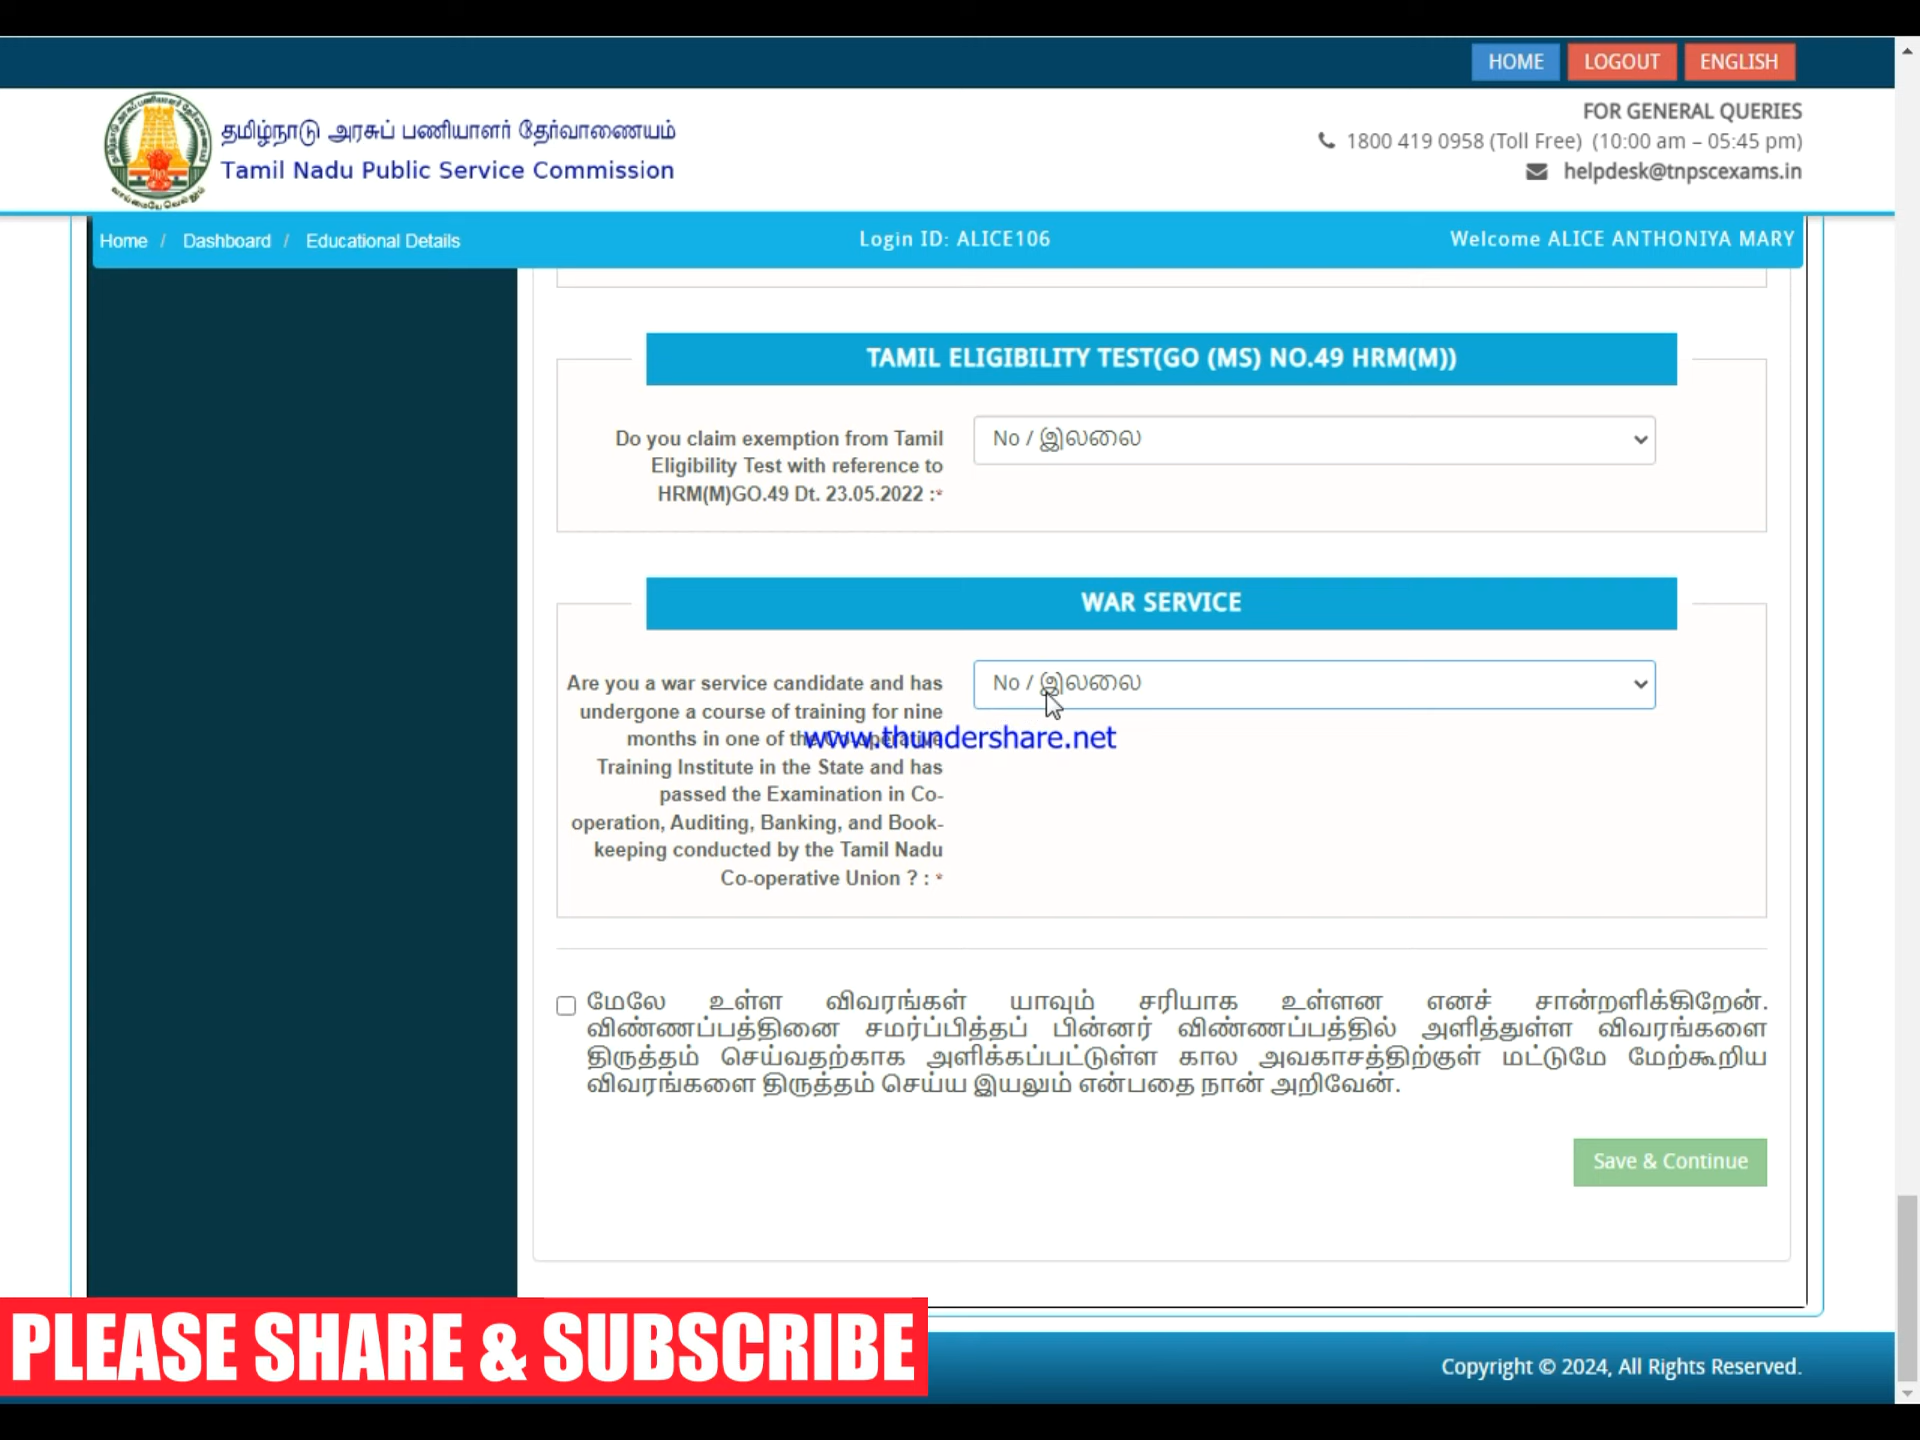 HOME LOGOUT ENGLISH
தமிழ்நாடு அரசுப் பணியாளர் தேர்வாணையம்
Tamil Nadu Public Service Commission
FOR GENERAL QUERIES
1800 419 0958 (Toll Free) (10:00 am – 05:45 pm)
helpdesk@tnpscexams.in
Home / Dashboard / Educational Details
Login ID: ALICE106
Welcome ALICE ANTHONIYA MARY
TAMIL ELIGIBILITY TEST(GO (MS) NO.49 HRM(M))
Do you claim exemption from Tamil
Eligibility Test with reference to
HRM(M)GO.49 Dt. 23.05.2022 :*
No / இலலை
WAR SERVICE
Are you a war service candidate and has
undergone a course of training for nine
months in one of the Co-operative
Training Institute in the State and has
passed the Examination in Co-
operation, Auditing, Banking, and Book-
keeping conducted by the Tamil Nadu
Co-operative Union ? : *
No / இலலை
www.thundershare.net
மேலே உள்ள விவரங்கள் யாவும் சரியாக உள்ளன எனச் சான்றளிக்கிறேன்.
விண்ணப்பத்தினை சமர்ப்பித்தப் பின்னர் விண்ணப்பத்தில் அளித்துள்ள விவரங்களை
திருத்தம் செய்வதற்காக அளிக்கப்பட்டுள்ள கால அவகாசத்திற்குள் மட்டுமே மேற்கூறிய
விவரங்களை திருத்தம் செய்ய இயலும் என்பதை நான் அறிவேன்.
Save & Continue
PLEASE SHARE & SUBSCRIBE
Copyright © 2024, All Rights Reserved.